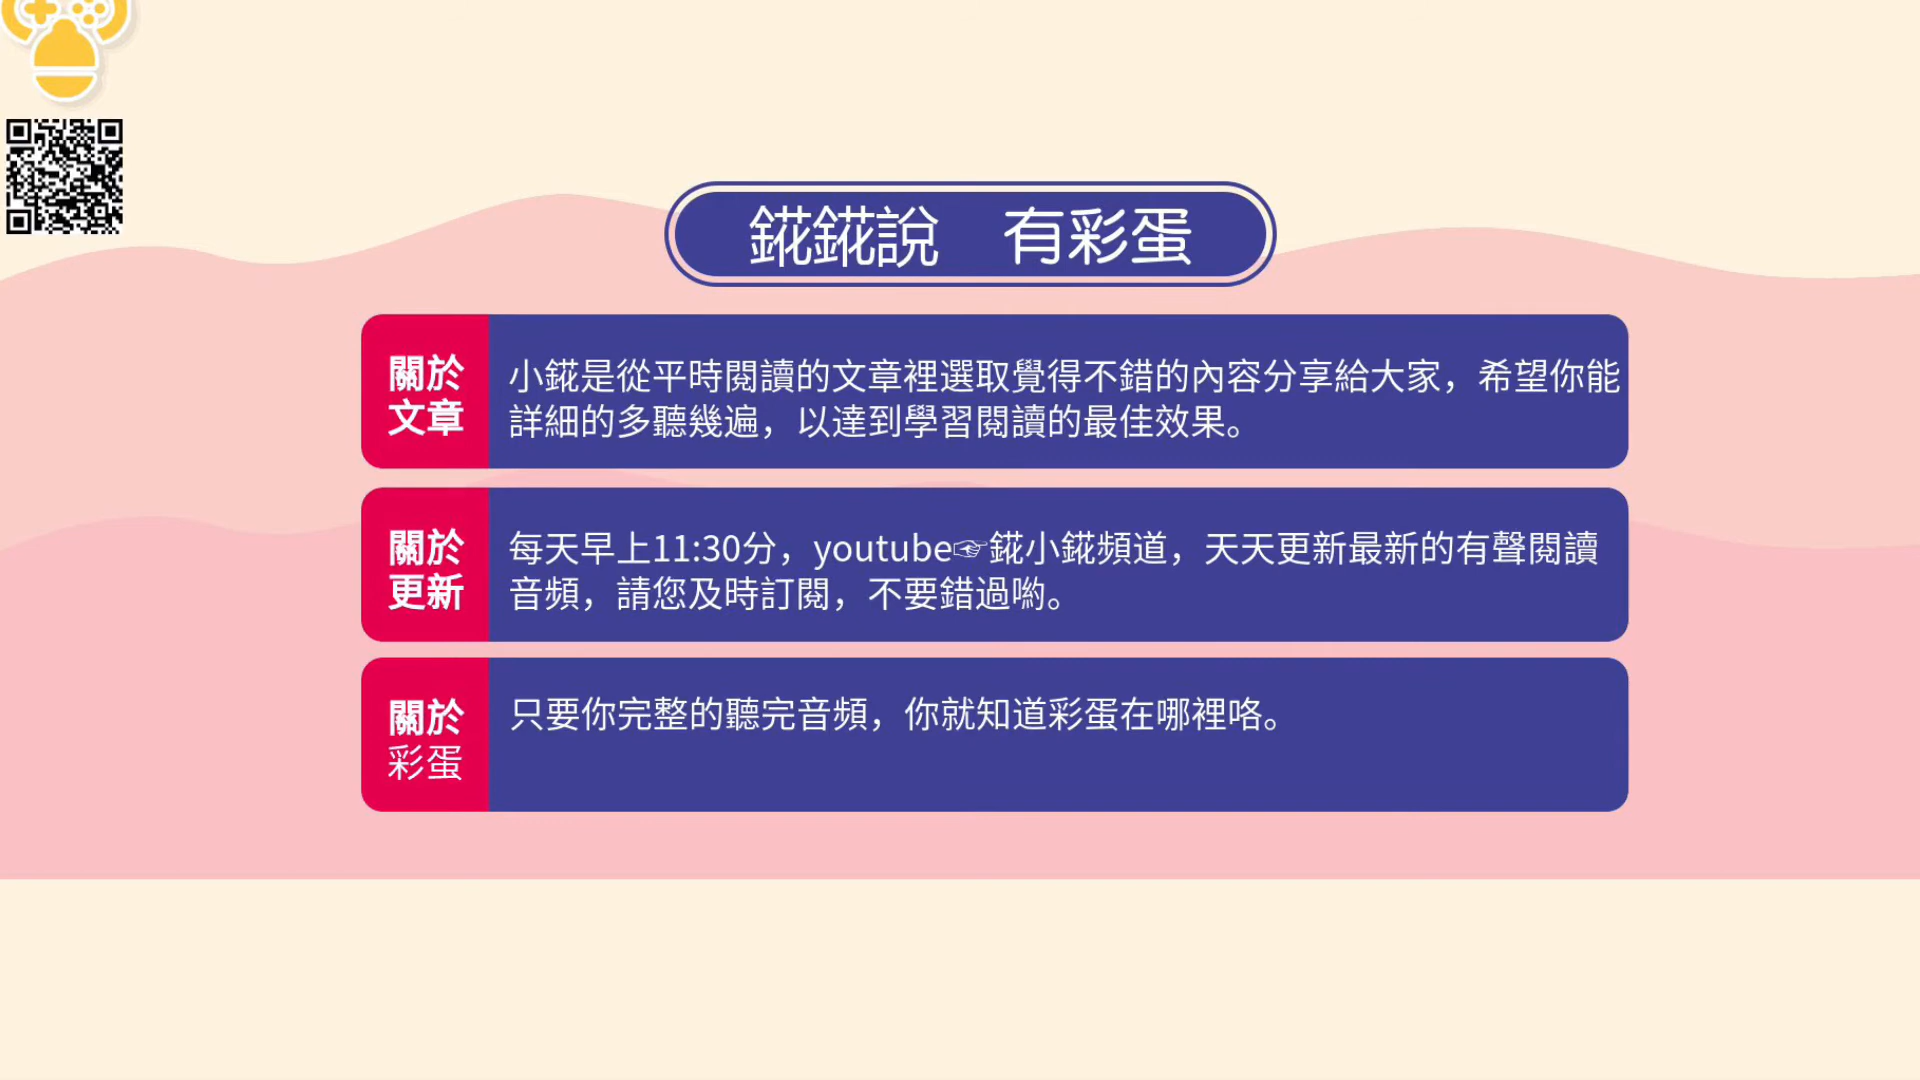 錵錵說　有彩蛋
關於
文章
小錵是從平時閱讀的文章裡選取覺得不錯的內容分享給大家，希望你能
詳細的多聽幾遍，以達到學習閱讀的最佳效果。
關於
更新
每天早上11:30分，youtube☞錵小錵頻道，天天更新最新的有聲閱讀
音頻，請您及時訂閱，不要錯過喲。
關於
彩蛋
只要你完整的聽完音頻，你就知道彩蛋在哪裡咯。